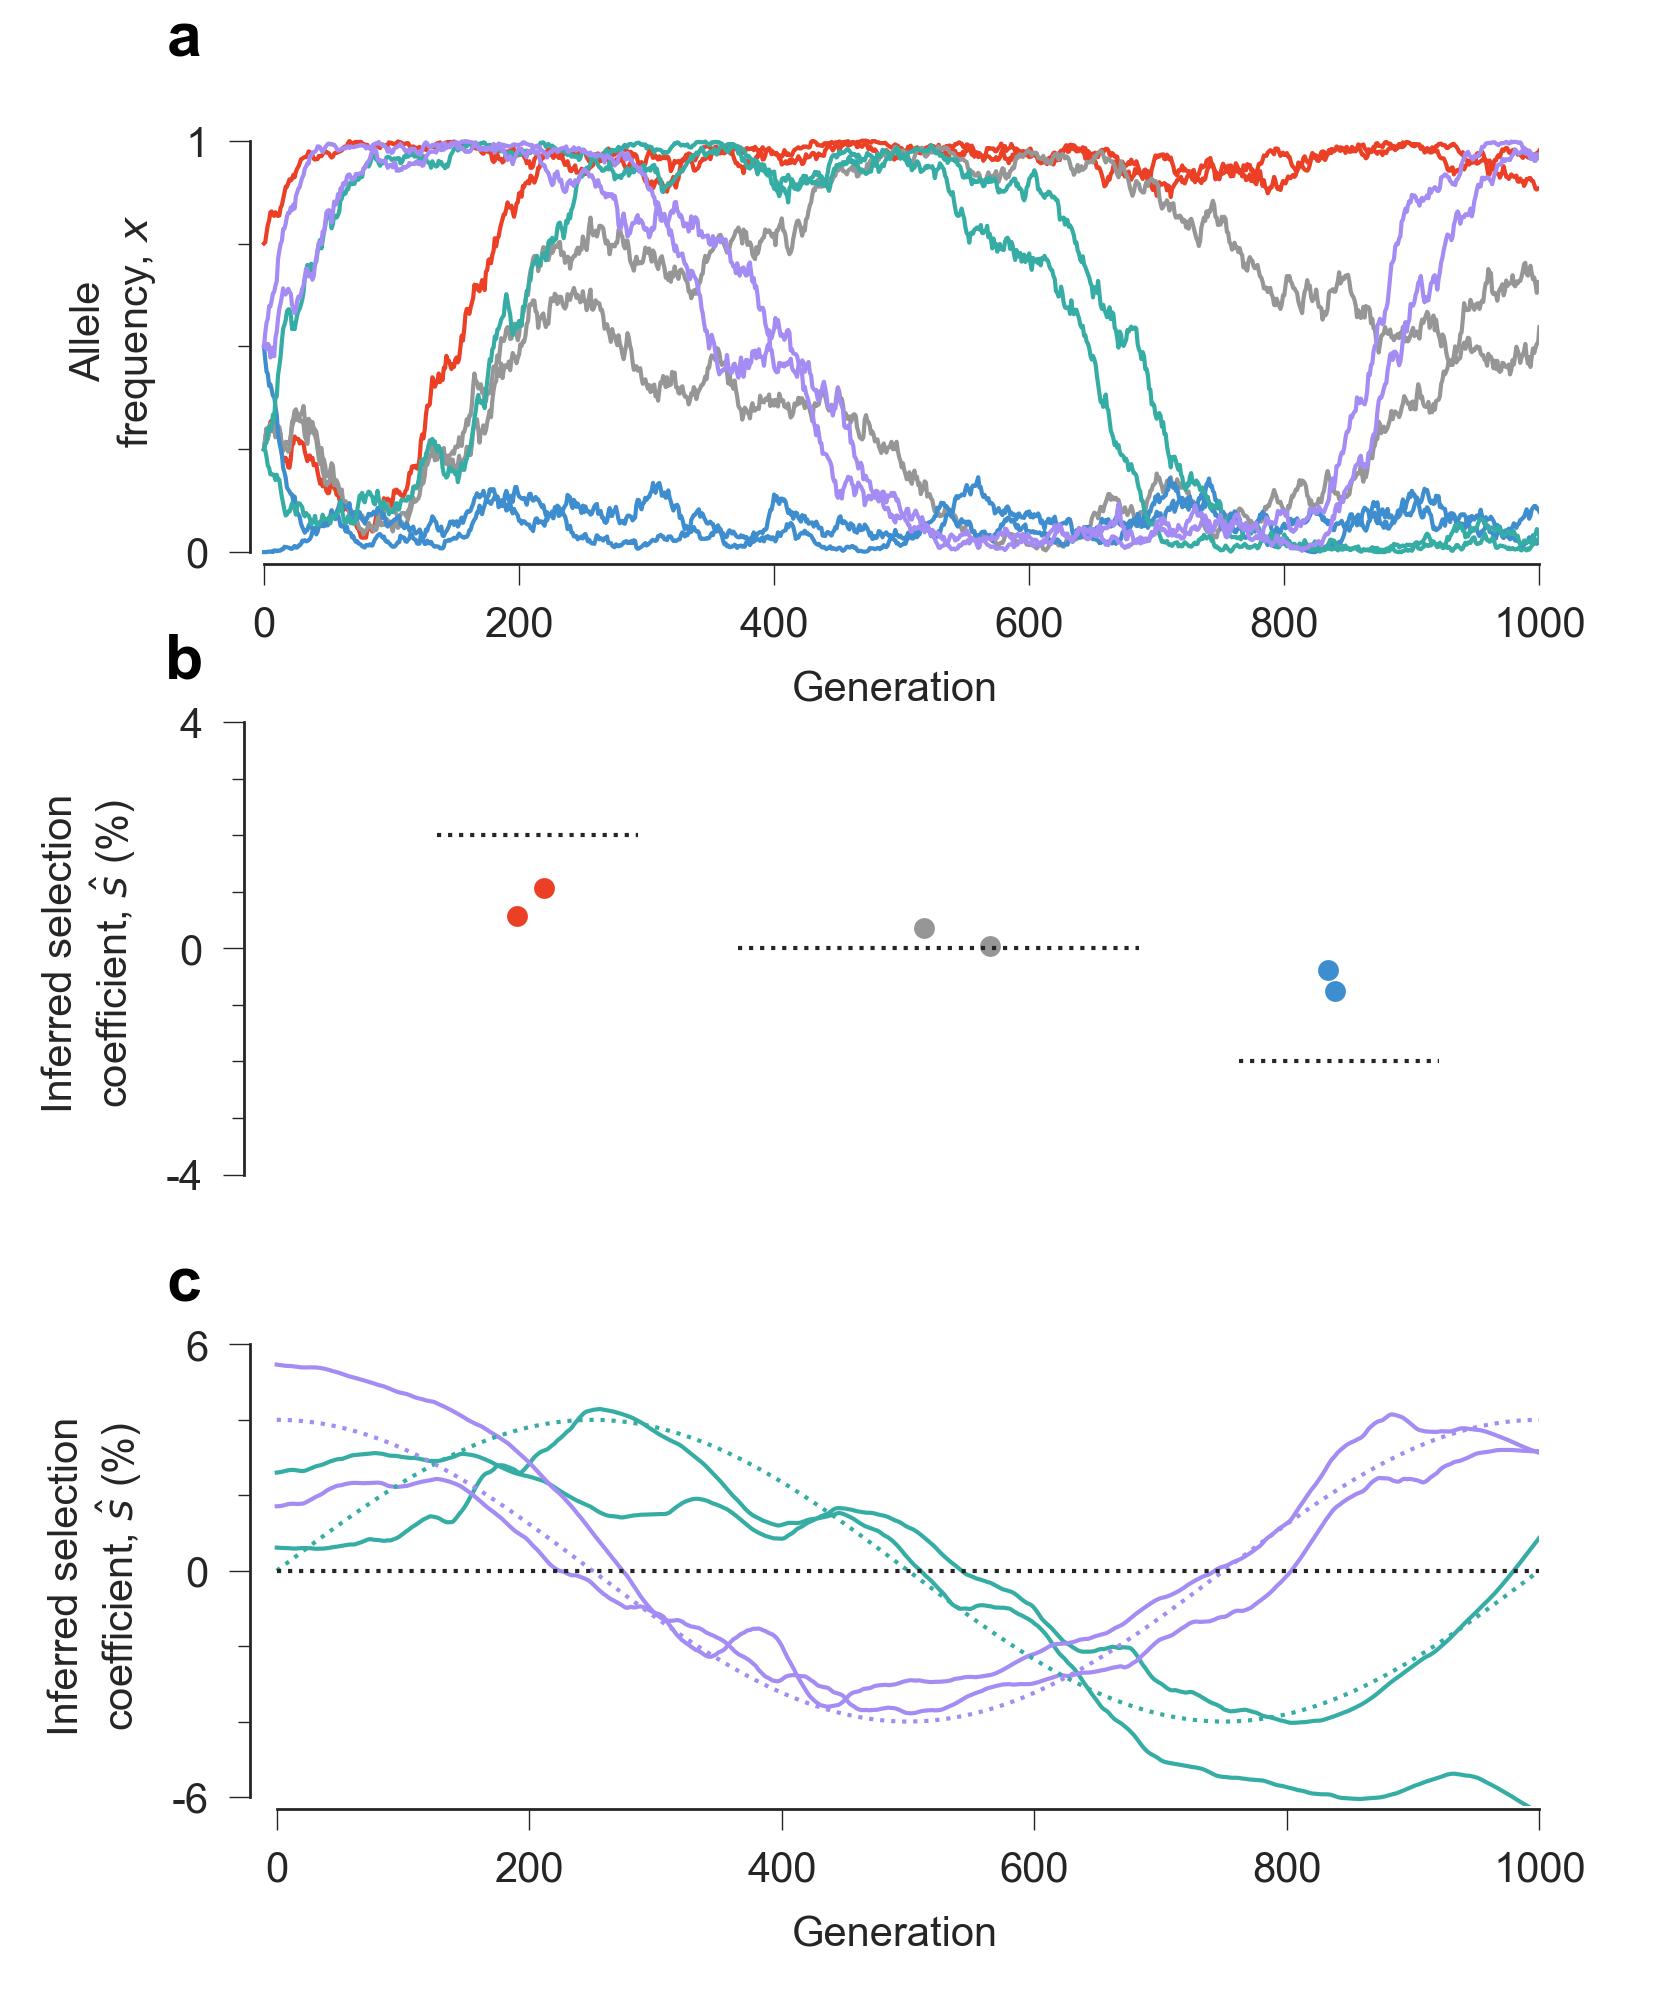 a
1
0
Allele
frequency, x
0 200 400 600 800 1000
Generation
b
4
0
-4
Inferred selection
coefficient, ŝ (%)
c
6
0
-6
Inferred selection
coefficient, ŝ (%)
0 200 400 600 800 1000
Generation